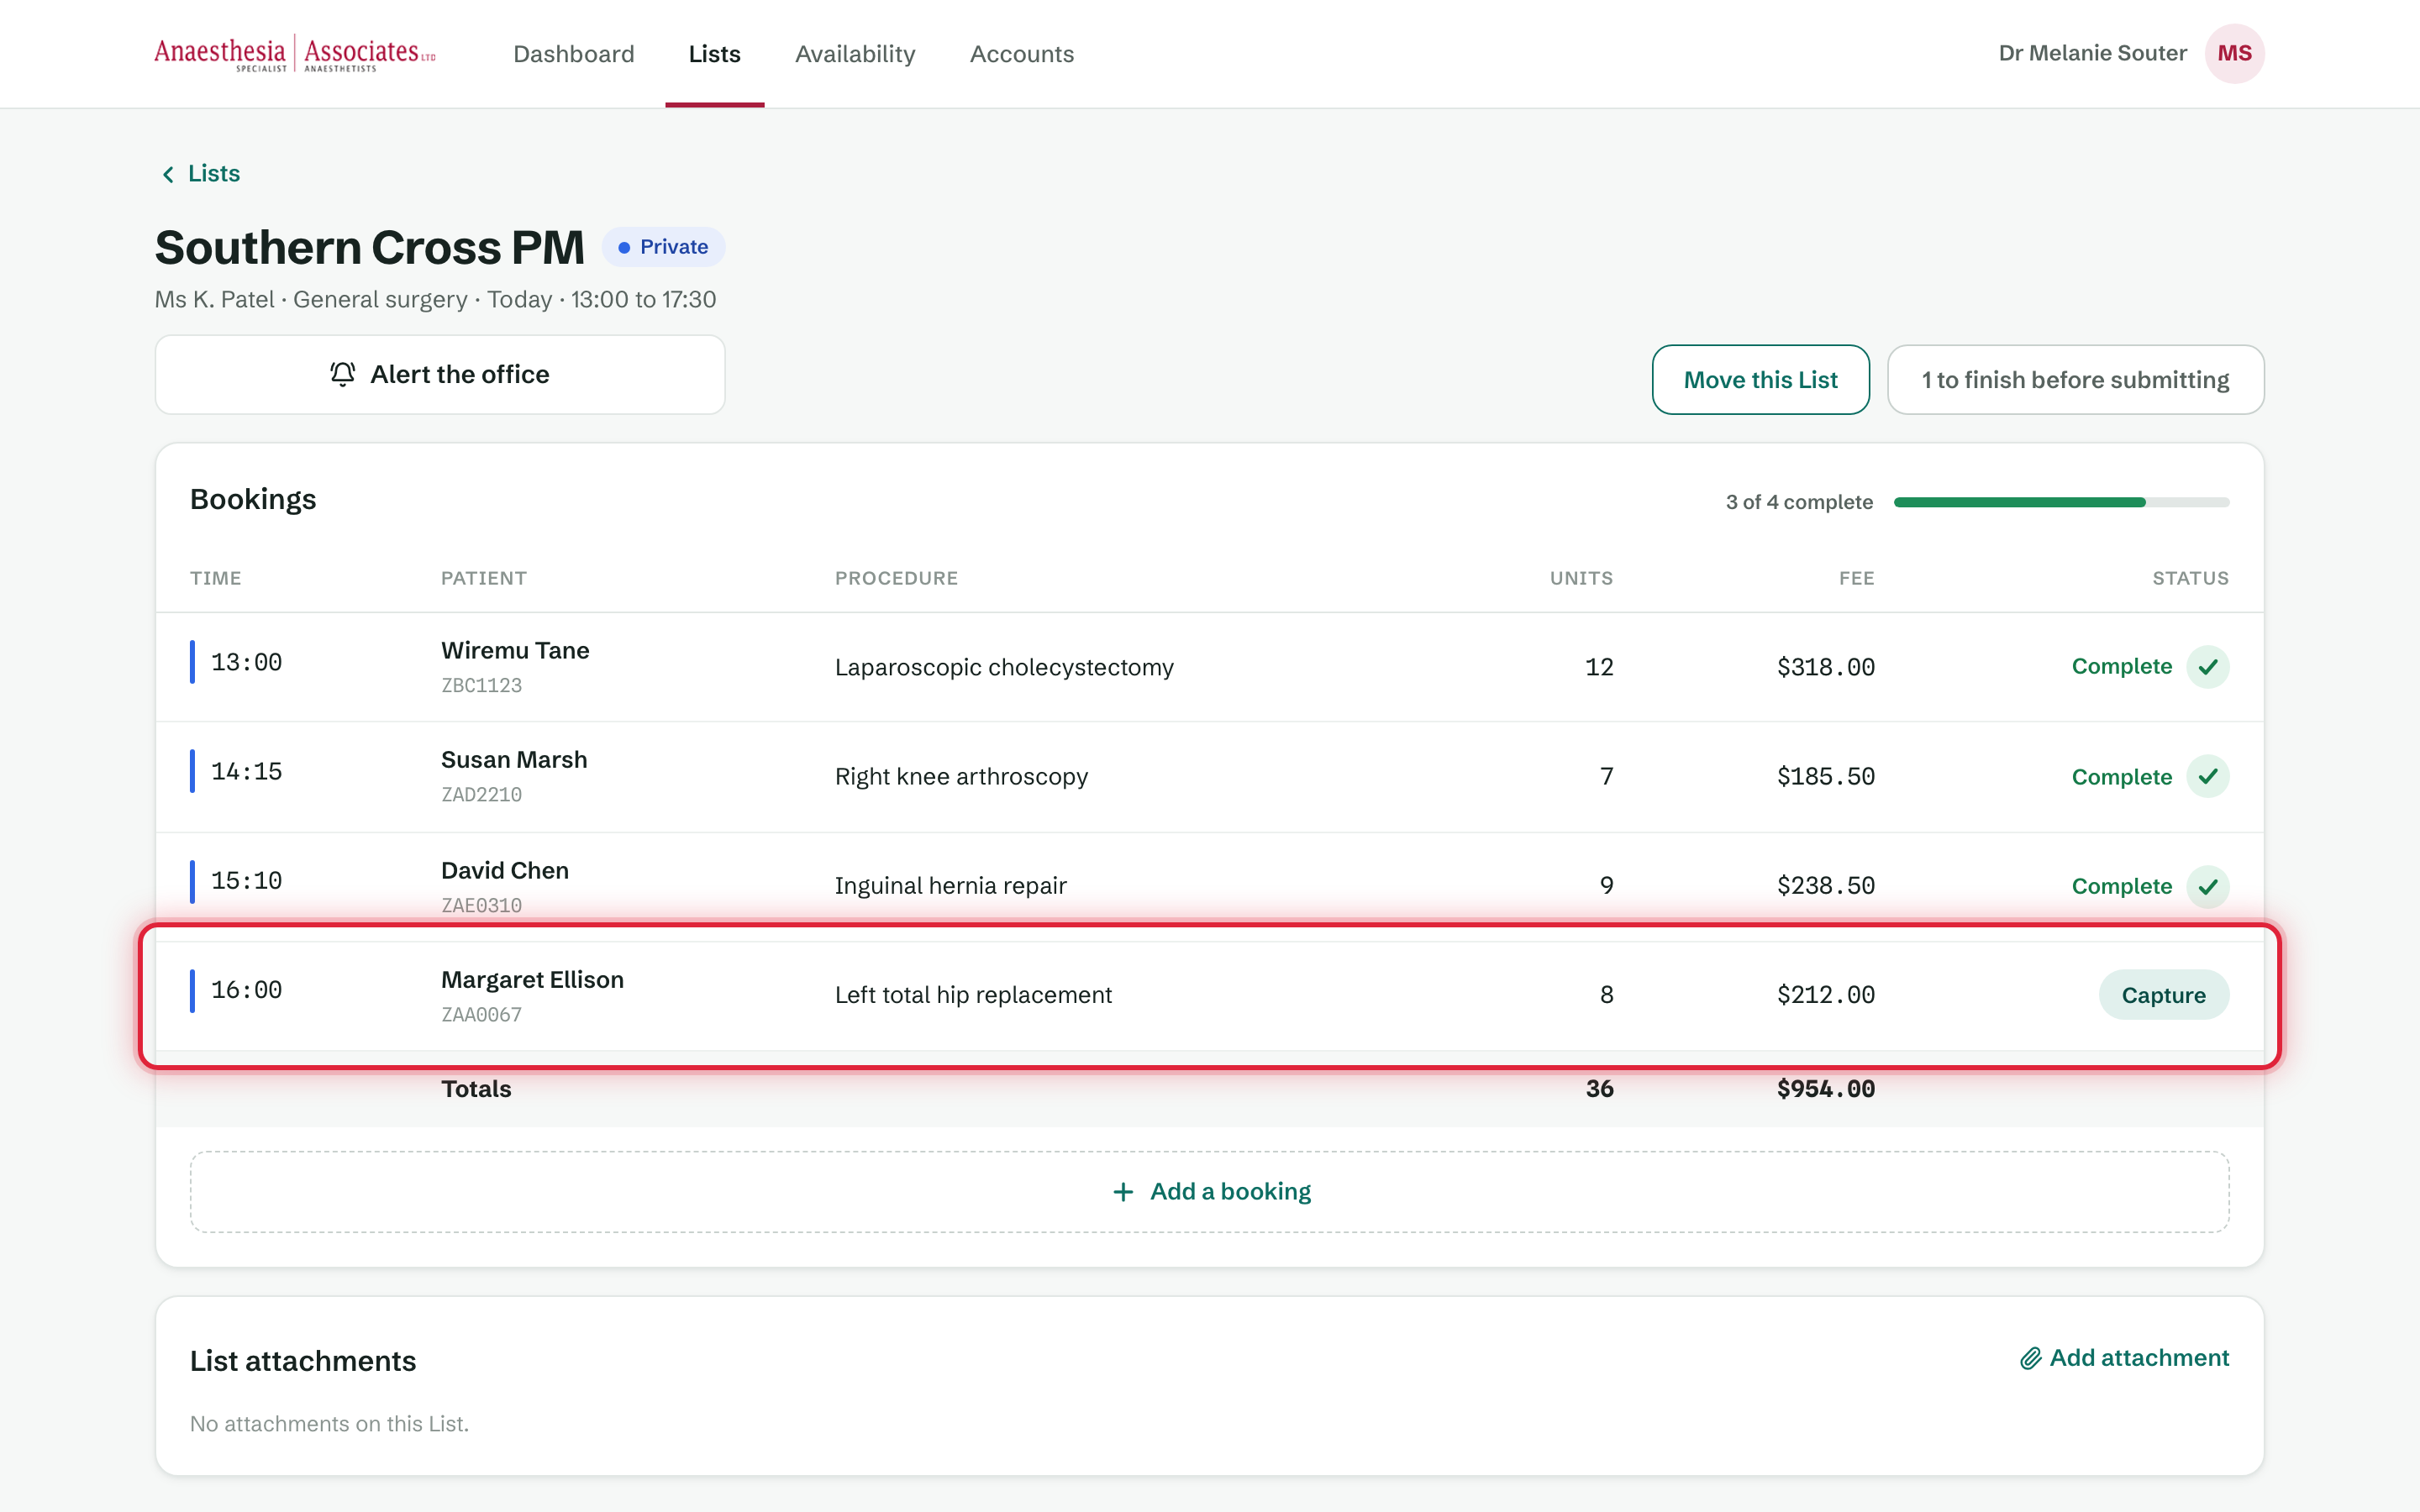 Anaesthesia | Associates LTD
SPECIALIST ANAESTHETISTS
Dashboard Lists Availability Accounts
Dr Melanie Souter MS
Lists
Southern Cross PM Private
Ms K. Patel · General surgery · Today · 13:00 to 17:30
Alert the office
Move this List 1 to finish before submitting
Bookings 3 of 4 complete
TIME PATIENT PROCEDURE UNITS FEE STATUS
13:00 Wiremu Tane Laparoscopic cholecystectomy 12 $318.00 Complete
ZBC1123
14:15 Susan Marsh Right knee arthroscopy 7 $185.50 Complete
ZAD2210
15:10 David Chen Inguinal hernia repair 9 $238.50 Complete
ZAE0310
16:00 Margaret Ellison Left total hip replacement 8 $212.00 Capture
ZAA0067
Totals 36 $954.00
Add a booking
List attachments Add attachment
No attachments on this List.